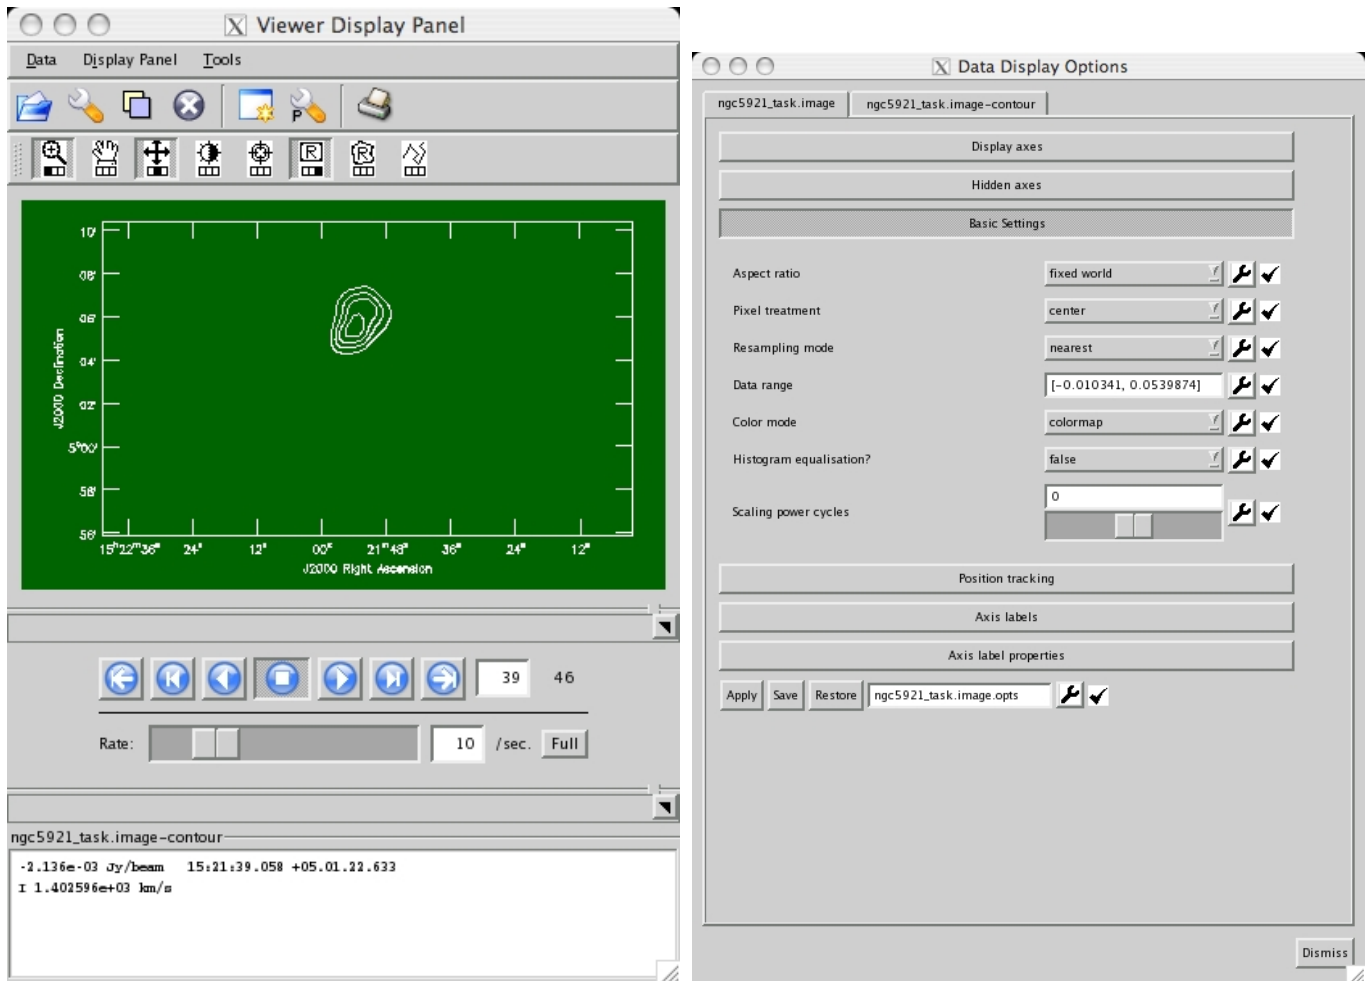 Viewer Display Panel
Data Display Panel Tools
P
R
R
10'
08'
06'
04'
02'
5°00'
58'
56'
J2000 Declination
15ʰ22ᵐ36ˢ 24ˢ 12ˢ 00ˢ 21ᵐ48ˢ 36ˢ 24ˢ 12ˢ
J2000 Right Ascension
39 46
Rate: 10 /sec. Full
ngc5921_task.image-contour
-2.136e-03 Jy/beam 15:21:39.058 +05.01.22.633
I 1.402596e+03 km/s
Data Display Options
ngc5921_task.image ngc5921_task.image-contour
Display axes
Hidden axes
Basic Settings
Aspect ratio fixed world
Pixel treatment center
Resampling mode nearest
Data range [-0.010341, 0.0539874]
Color mode colormap
Histogram equalisation? false
Scaling power cycles 0
Position tracking
Axis labels
Axis label properties
Apply Save Restore ngc5921_task.image.opts
Dismiss